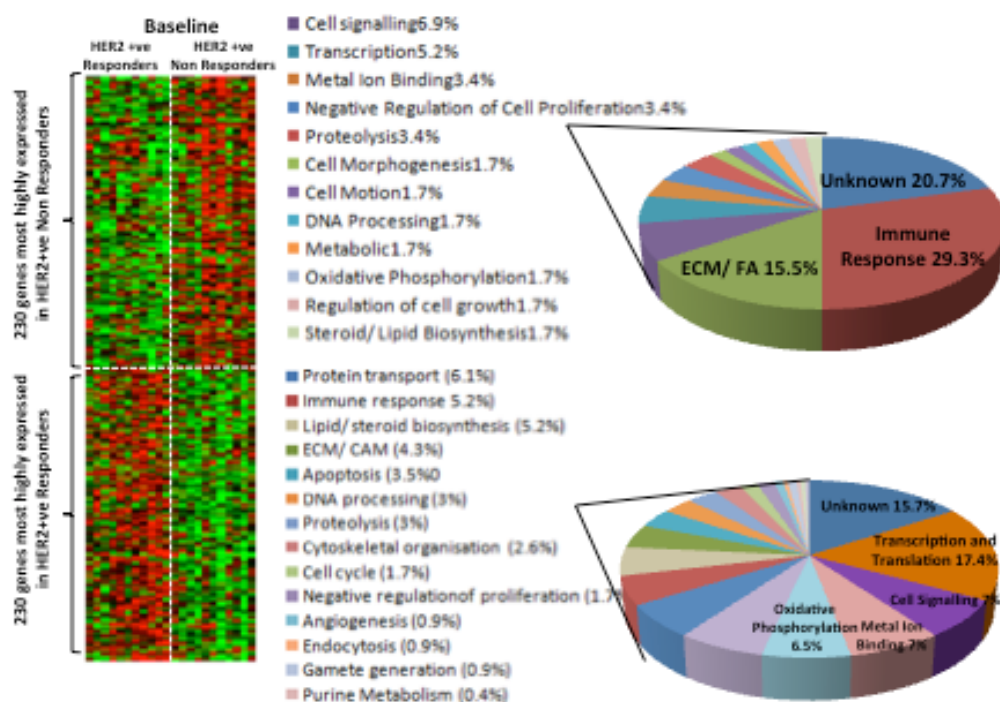 Baseline
HER2 +ve
Responders
HER2 +ve
Non Responders
230 genes most highly expressed
in HER2+ve Non Responders
230 genes most highly expressed
in HER2+ve Responders
Cell signalling6.9%
Transcription5.2%
Metal Ion Binding3.4%
Negative Regulation of Cell Proliferation3.4%
Proteolysis3.4%
Cell Morphogenesis1.7%
Cell Motion1.7%
DNA Processing1.7%
Metabolic1.7%
Oxidative Phosphorylation1.7%
Regulation of cell growth1.7%
Steroid/ Lipid Biosynthesis1.7%
Unknown 20.7%
Immune
Response 29.3%
ECM/ FA 15.5%
Protein transport (6.1%)
Immune response 5.2%)
Lipid/ steroid biosynthesis (5.2%)
ECM/ CAM (4.3%)
Apoptosis (3.5%0
DNA processing (3%)
Proteolysis (3%)
Cytoskeletal organisation (2.6%)
Cell cycle (1.7%)
Negative regulationof proliferation (1.7%
Angiogenesis (0.9%)
Endocytosis (0.9%)
Gamete generation (0.9%)
Purine Metabolism (0.4%)
Unknown 15.7%
Transcription and
Translation 17.4%
Cell Signalling 7%
Metal Ion
Binding 7%
Oxidative
Phosphorylation
6.5%